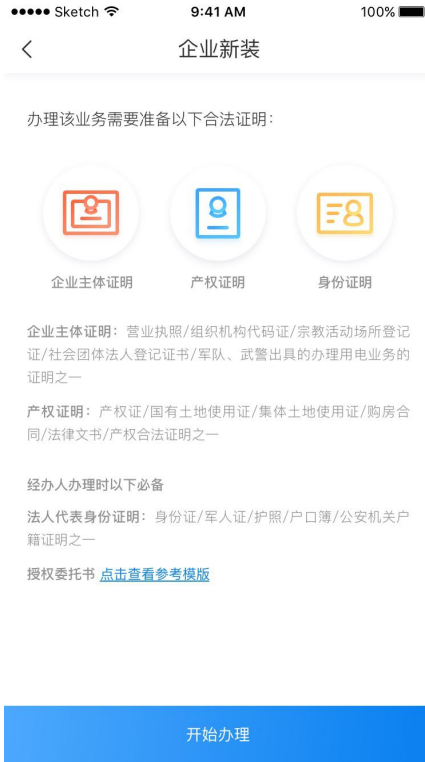 Sketch 9:41 AM 100%
企业新装
办理该业务需要准备以下合法证明：
企业主体证明 产权证明 身份证明
企业主体证明：营业执照/组织机构代码证/宗教活动场所登记
证/社会团体法人登记证书/军队、武警出具的办理用电业务的
证明之一
产权证明：产权证/国有土地使用证/集体土地使用证/购房合
同/法律文书/产权合法证明之一
经办人办理时以下必备
法人代表身份证明：身份证/军人证/护照/户口簿/公安机关户
籍证明之一
授权委托书 点击查看参考模版
开始办理